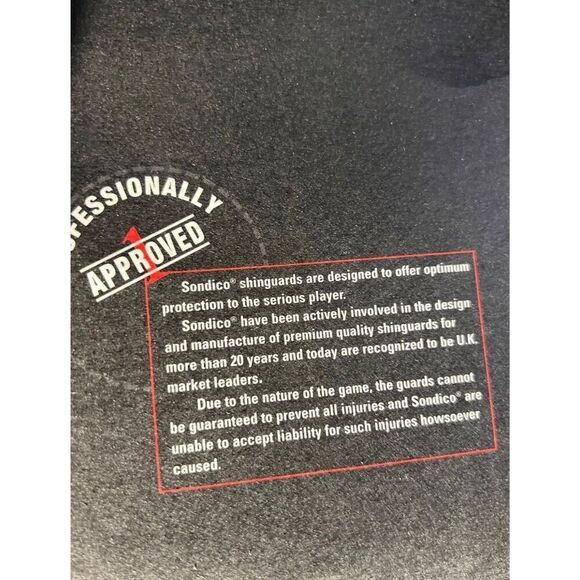 OFESSIONALLY
1
APPROVED
Sondico® shinguards are designed to offer optimum
protection to the serious player.
Sondico® have been actively involved in the design
and manufacture of premium quality shinguards for
more than 20 years and today are recognized to be U.K.
market leaders.
Due to the nature of the game, the guards cannot
be guaranteed to prevent all injuries and Sondico® are
unable to accept liability for such injuries howsoever
caused.